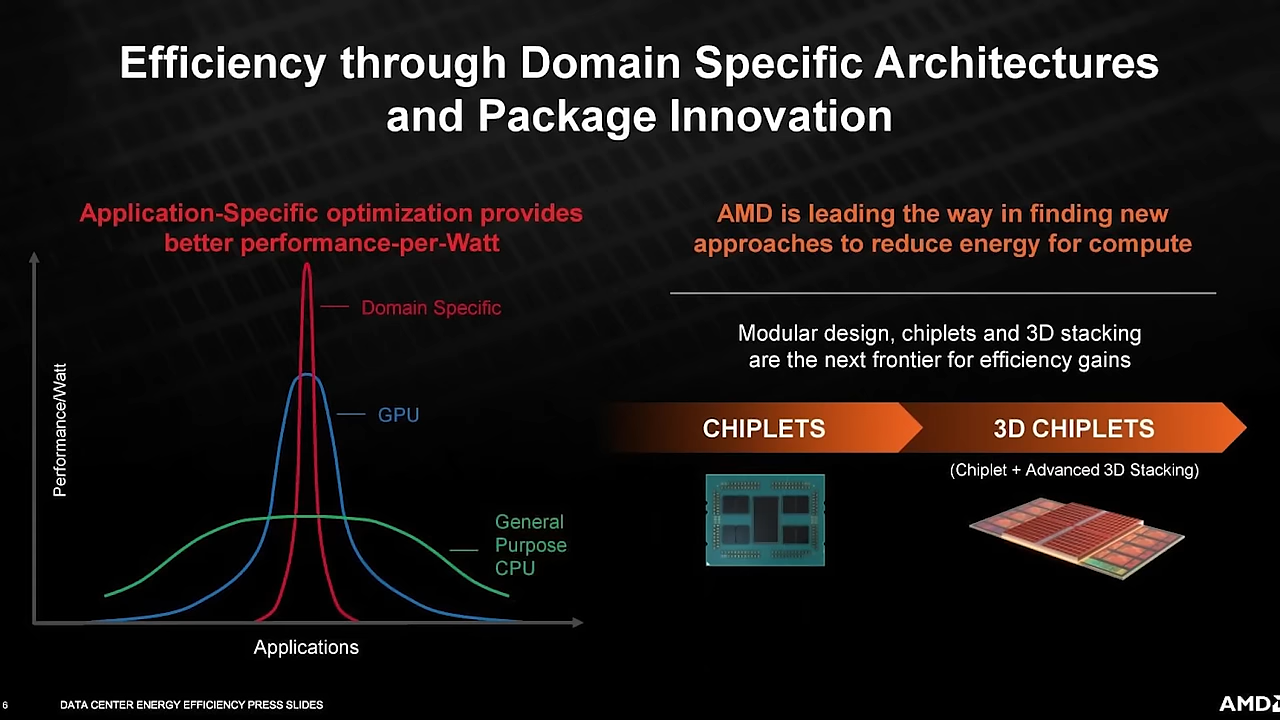 Efficiency through Domain Specific Architectures
and Package Innovation
Application-Specific optimization provides
better performance-per-Watt
Domain Specific
GPU
General
Purpose
CPU
Performance/Watt
Applications
AMD is leading the way in finding new
approaches to reduce energy for compute
Modular design, chiplets and 3D stacking
are the next frontier for efficiency gains
CHIPLETS
3D CHIPLETS
(Chiplet + Advanced 3D Stacking)
6
DATA CENTER ENERGY EFFICIENCY PRESS SLIDES
AMD